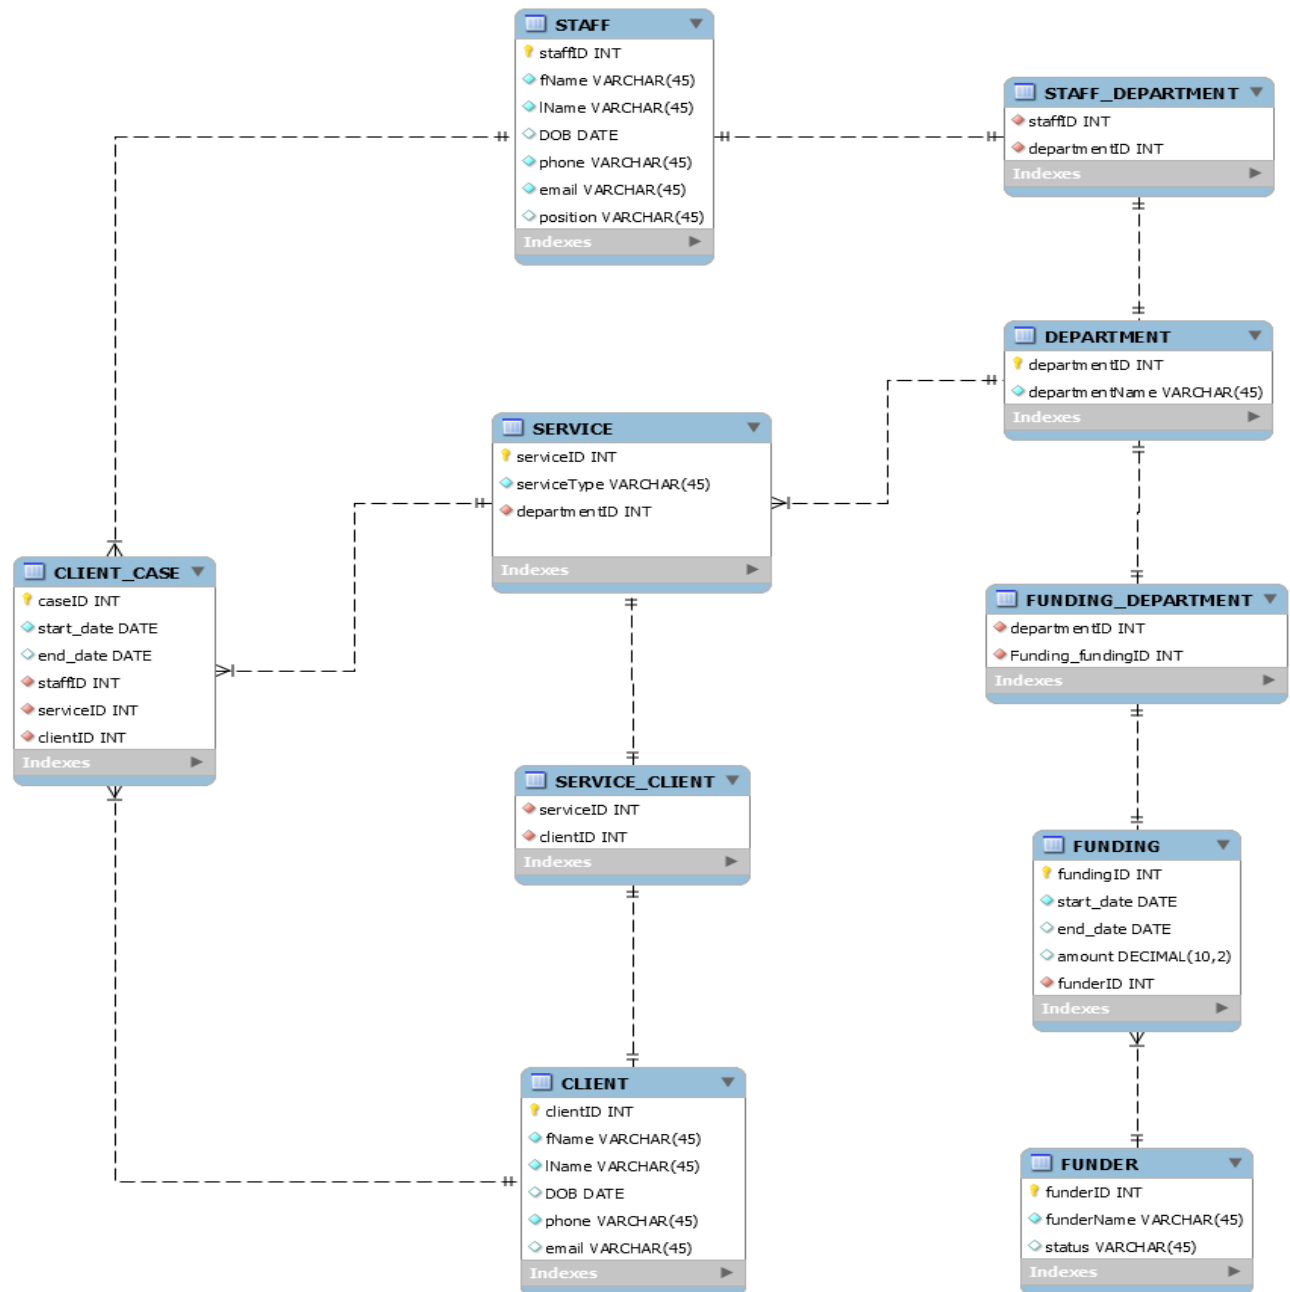 STAFF
staffID INT
fName VARCHAR(45)
lName VARCHAR(45)
DOB DATE
phone VARCHAR(45)
email VARCHAR(45)
position VARCHAR(45)
Indexes
STAFF_DEPARTMENT
staffID INT
departmentID INT
Indexes
DEPARTMENT
departmentID INT
departmentName VARCHAR(45)
Indexes
SERVICE
serviceID INT
serviceType VARCHAR(45)
departmentID INT
Indexes
CLIENT_CASE
caseID INT
start_date DATE
end_date DATE
staffID INT
serviceID INT
clientID INT
Indexes
FUNDING_DEPARTMENT
departmentID INT
Funding_fundingID INT
Indexes
SERVICE_CLIENT
serviceID INT
clientID INT
Indexes
FUNDING
fundingID INT
start_date DATE
end_date DATE
amount DECIMAL(10,2)
funderID INT
Indexes
CLIENT
clientID INT
fName VARCHAR(45)
lName VARCHAR(45)
DOB DATE
phone VARCHAR(45)
email VARCHAR(45)
Indexes
FUNDER
funderID INT
funderName VARCHAR(45)
status VARCHAR(45)
Indexes